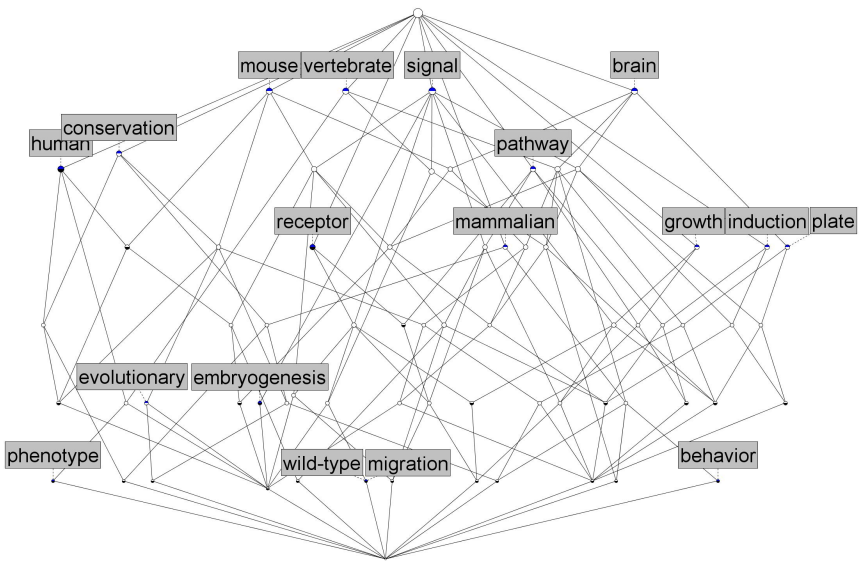 mouse vertebrate signal brain
conservation
human pathway
receptor mammalian growth induction plate
evolutionary embryogenesis
phenotype wild-type migration behavior